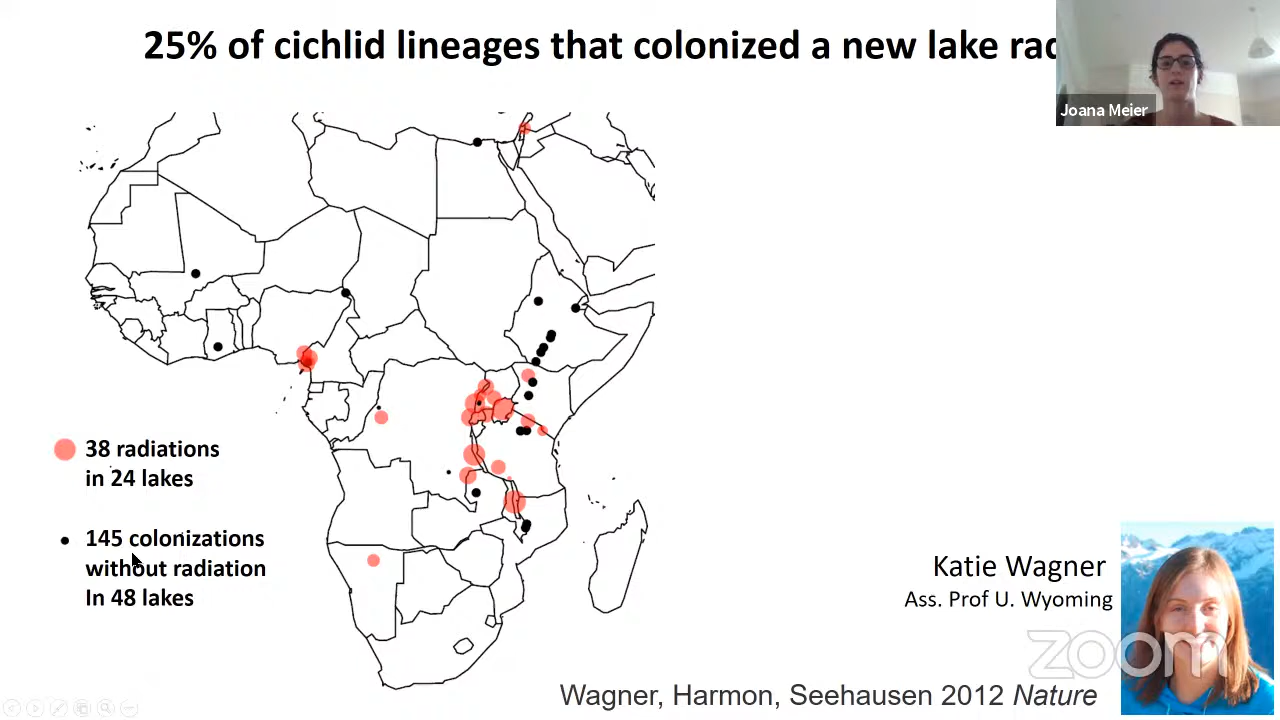 25% of cichlid lineages that colonized a new lake
Joana Meier
38 radiations
in 24 lakes
145 colonizations
without radiation
In 48 lakes
Katie Wagner
Ass. Prof U. Wyoming
zoom
Wagner, Harmon, Seehausen 2012 Nature